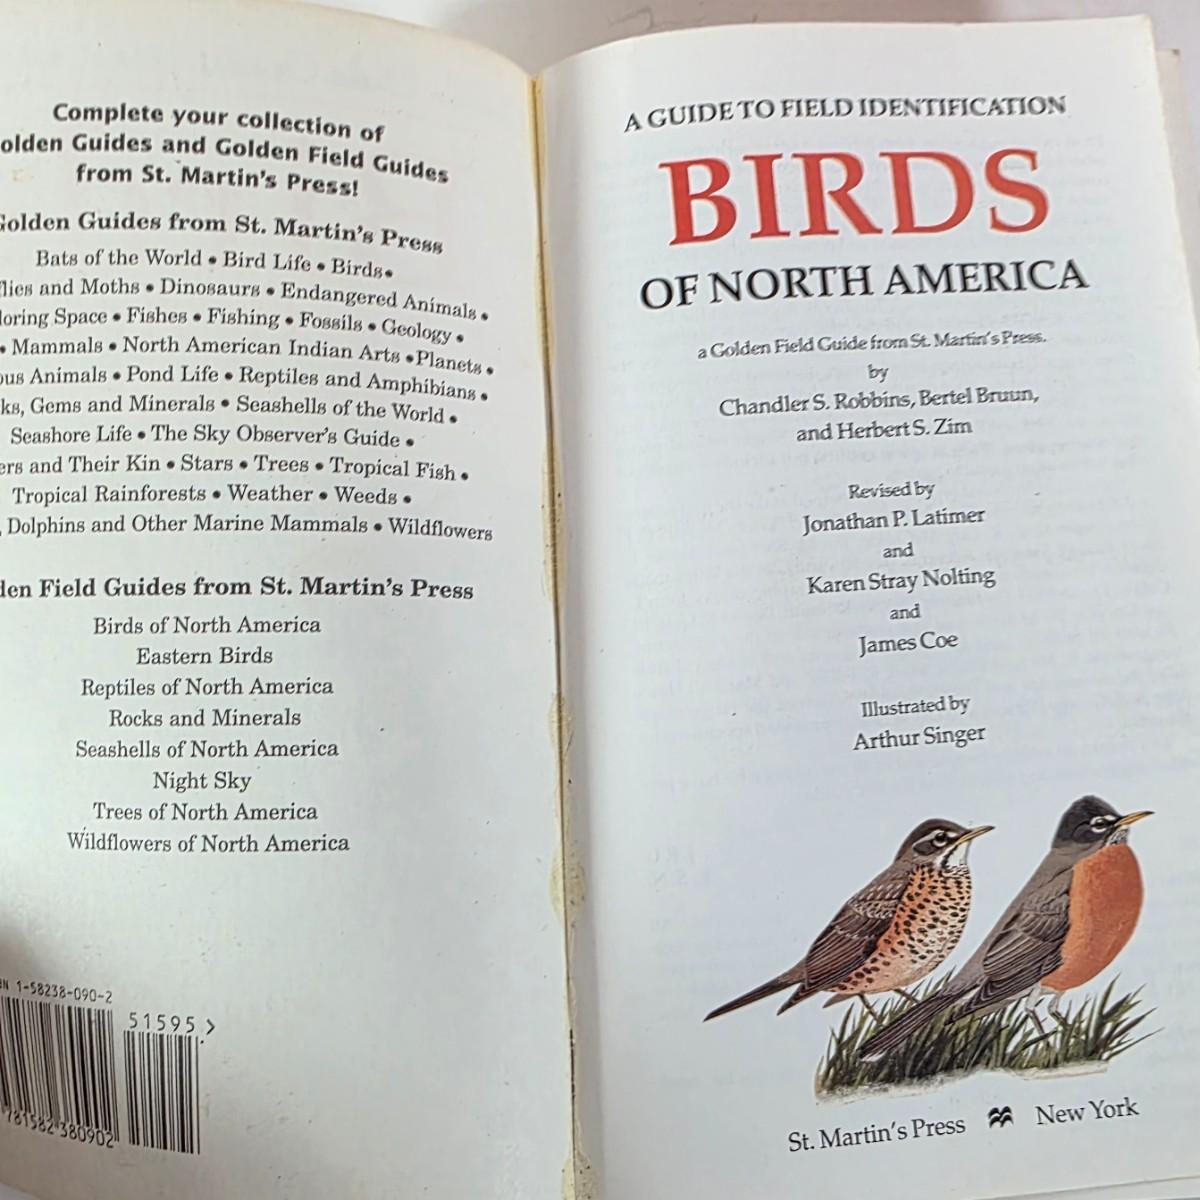 Complete your collection of
olden Guides and Golden Field Guides
from St. Martin's Press!
Golden Guides from St. Martin's Press
Bats of the World • Bird Life • Birds•
flies and Moths • Dinosaurs • Endangered Animals •
loring Space • Fishes • Fishing • Fossils • Geology •
• Mammals • North American Indian Arts •Planets •
ous Animals • Pond Life • Reptiles and Amphibians •
ks, Gems and Minerals • Seashells of the World •
Seashore Life • The Sky Observer's Guide •
ers and Their Kin • Stars • Trees • Tropical Fish •
Tropical Rainforests • Weather • Weeds •
, Dolphins and Other Marine Mammals • Wildflowers
den Field Guides from St. Martin's Press
Birds of North America
Eastern Birds
Reptiles of North America
Rocks and Minerals
Seashells of North America
Night Sky
Trees of North America
Wildflowers of North America
BN 1-58238-090-2
51595 >
781582 380902
A GUIDE TO FIELD IDENTIFICATION
BIRDS
OF NORTH AMERICA
a Golden Field Guide from St. Martin's Press.
by
Chandler S. Robbins, Bertel Bruun,
and Herbert S. Zim
Revised by
Jonathan P. Latimer
and
Karen Stray Nolting
and
James Coe
Illustrated by
Arthur Singer
St. Martin's Press New York